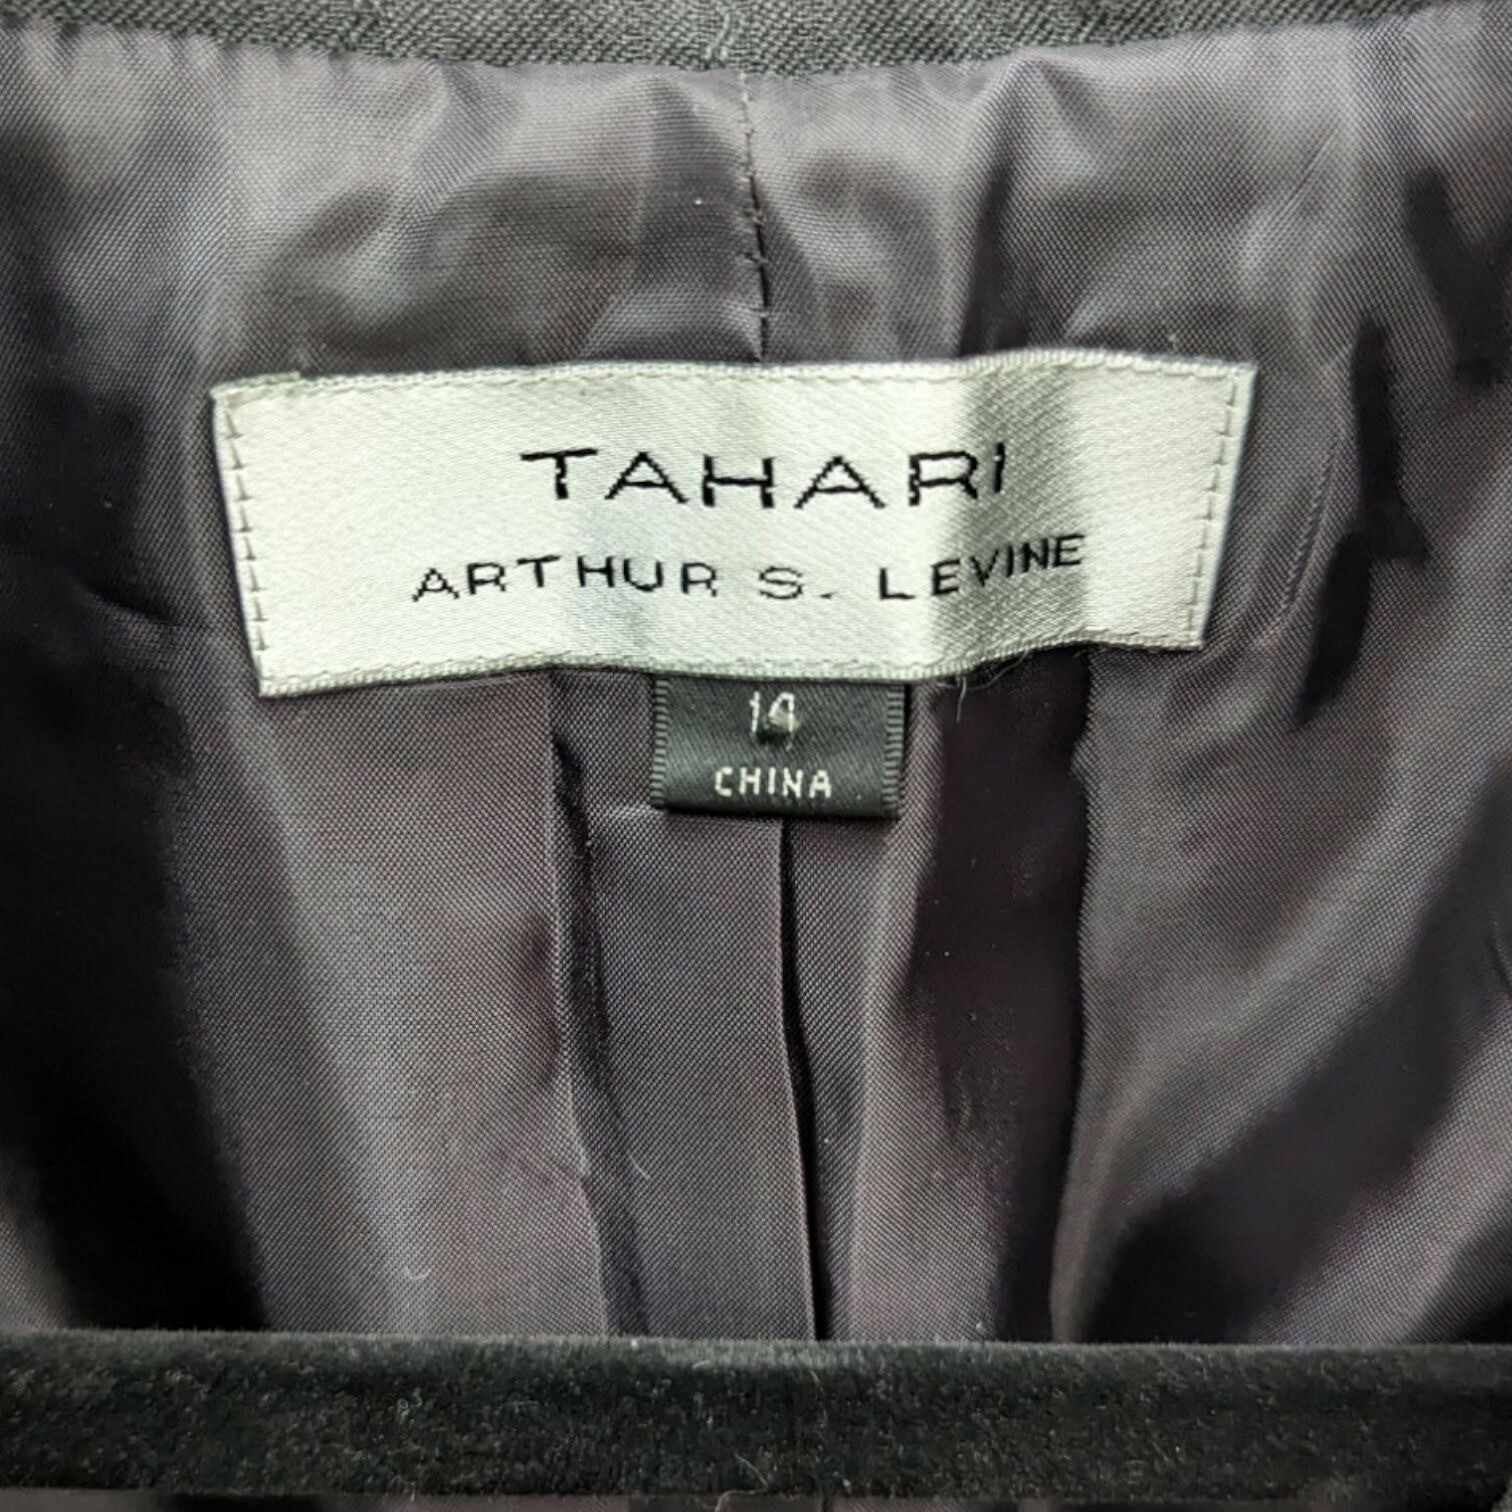 TAHARI
ARTHUR S. LEVINE
14
CHINA